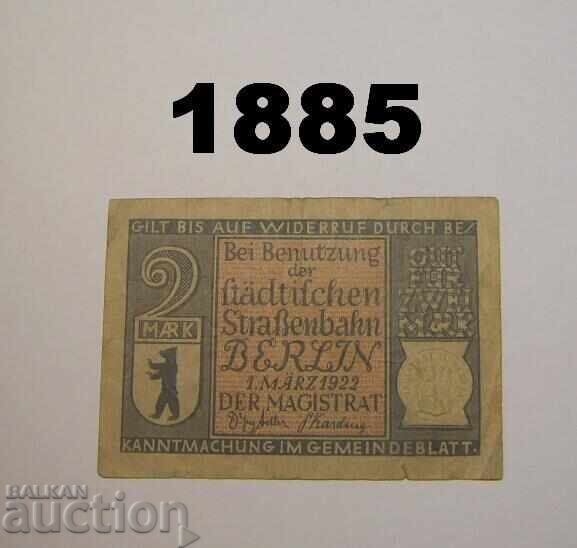 1885
GILT BIS AUF WIDERRUF DURCH BE/
2
MARK
Bei Benutzung
der
städtischen
Straßenbahn
BERLIN
1. MÄRZ 1922
DER MAGISTRAT
GUT
FÜR
ZWEI
MARK
KANNTMACHUNG IM GEMEINDEBLATT.
BALKAN
auction